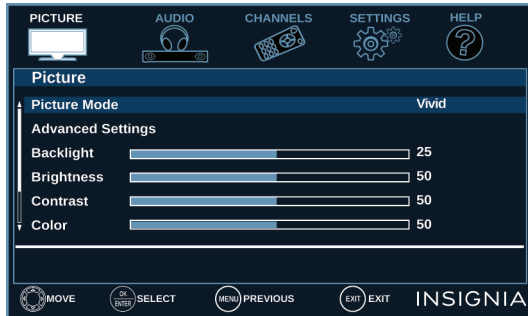 PICTURE AUDIO CHANNELS SETTINGS HELP
?
Picture
Picture Mode Vivid
Advanced Settings
Backlight 25
Brightness 50
Contrast 50
Color 50
MOVE OK ENTER SELECT MENU PREVIOUS EXIT EXIT INSIGNIA